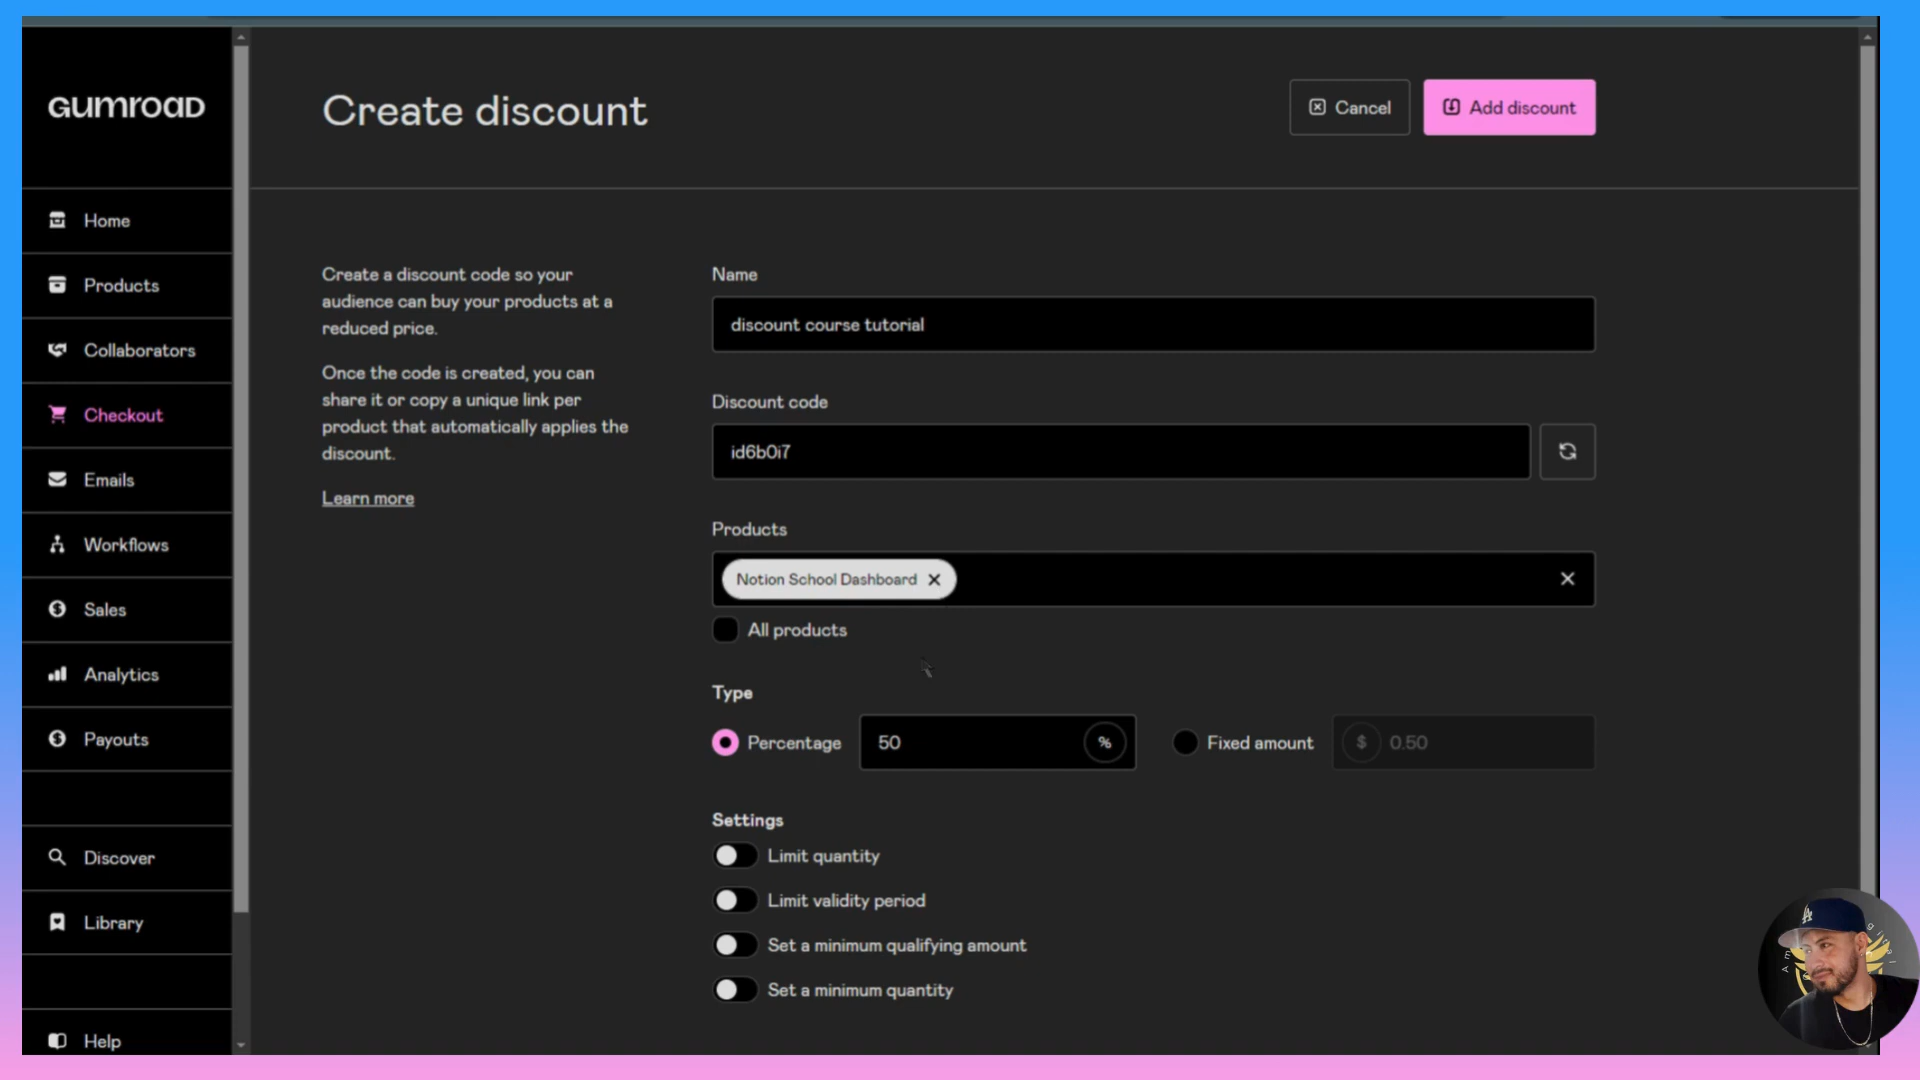 GUMROAD
Home
Products
Collaborators
Checkout
Emails
Workflows
Sales
Analytics
Payouts
Discover
Library
Help
Create discount
Cancel
Add discount
Create a discount code so your
audience can buy your products at a
reduced price.
Once the code is created, you can
share it or copy a unique link per
product that automatically applies the
discount.
Learn more
Name
discount course tutorial
Discount code
id6b0i7
Products
Notion School Dashboard
All products
Type
Percentage
50
%
Fixed amount
$
0.50
Settings
Limit quantity
Limit validity period
Set a minimum qualifying amount
Set a minimum quantity
LA